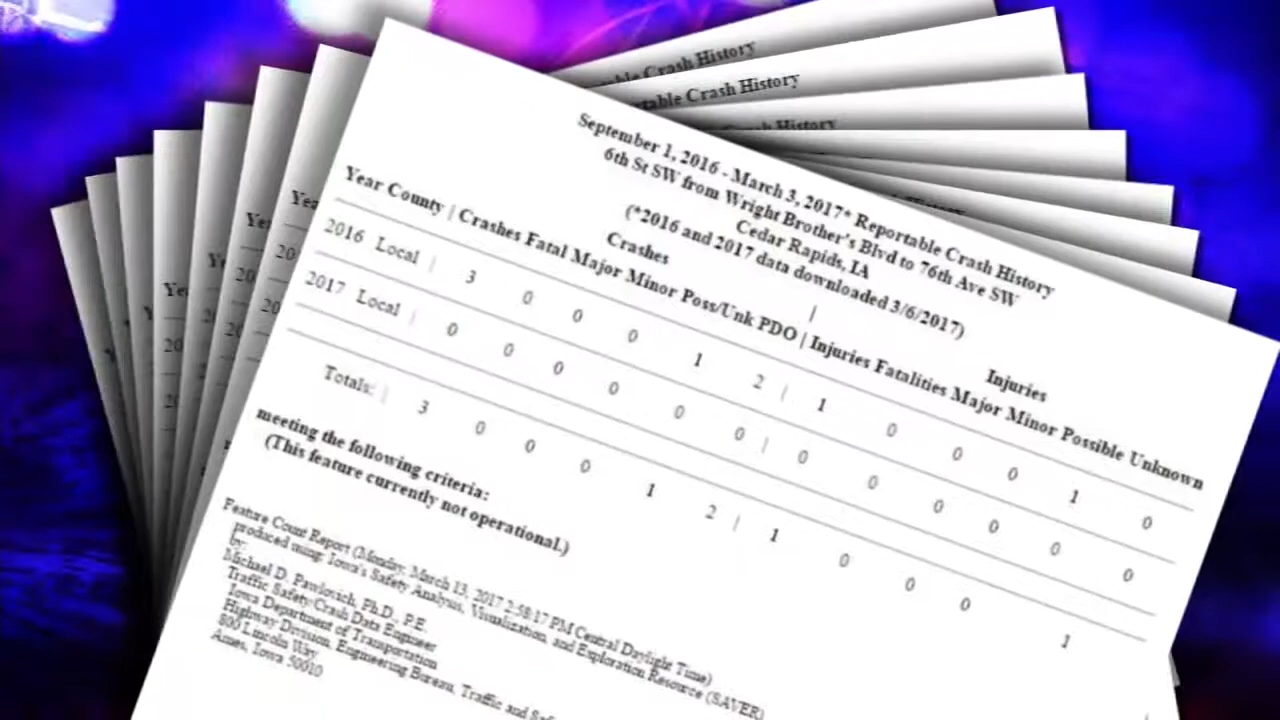 able Crash History
table Crash History
Crash History
History
September 1, 2016 - March 3, 2017* Reportable Crash History
6th St SW from Wright Brother's Blvd to 76th Ave SW
Cedar Rapids, IA
(*2016 and 2017 data downloaded 3/6/2017)
Crashes | Injuries
Year County | Crashes Fatal Major Minor Poss/Unk PDO | Injuries Fatalities Major Minor Possible Unknown
2016 Local | 3 0 0 0 1 2 | 1 0 0 0 1 0
2017 Local | 0 0 0 0 0 0 | 0 0 0 0 0 0
Totals: | 3 0 0 0 1 2 | 1 0 0 0 1
meeting the following criteria:
(This feature currently not operational.)
Feature Count Report (Monday, March 13, 2017 2:58:17 PM Central Daylight Time)
produced using: Iowa's Safety Analysis, Visualization, and Exploration Resource (SAVER)
by:
Michael D. Pawlovich, Ph.D., P.E.
Traffic Safety/Crash Data Engineer
Iowa Department of Transportation
Highway Division, Engineering Bureau, Traffic and Saf
800 Lincoln Way
Ames, Iowa 50010